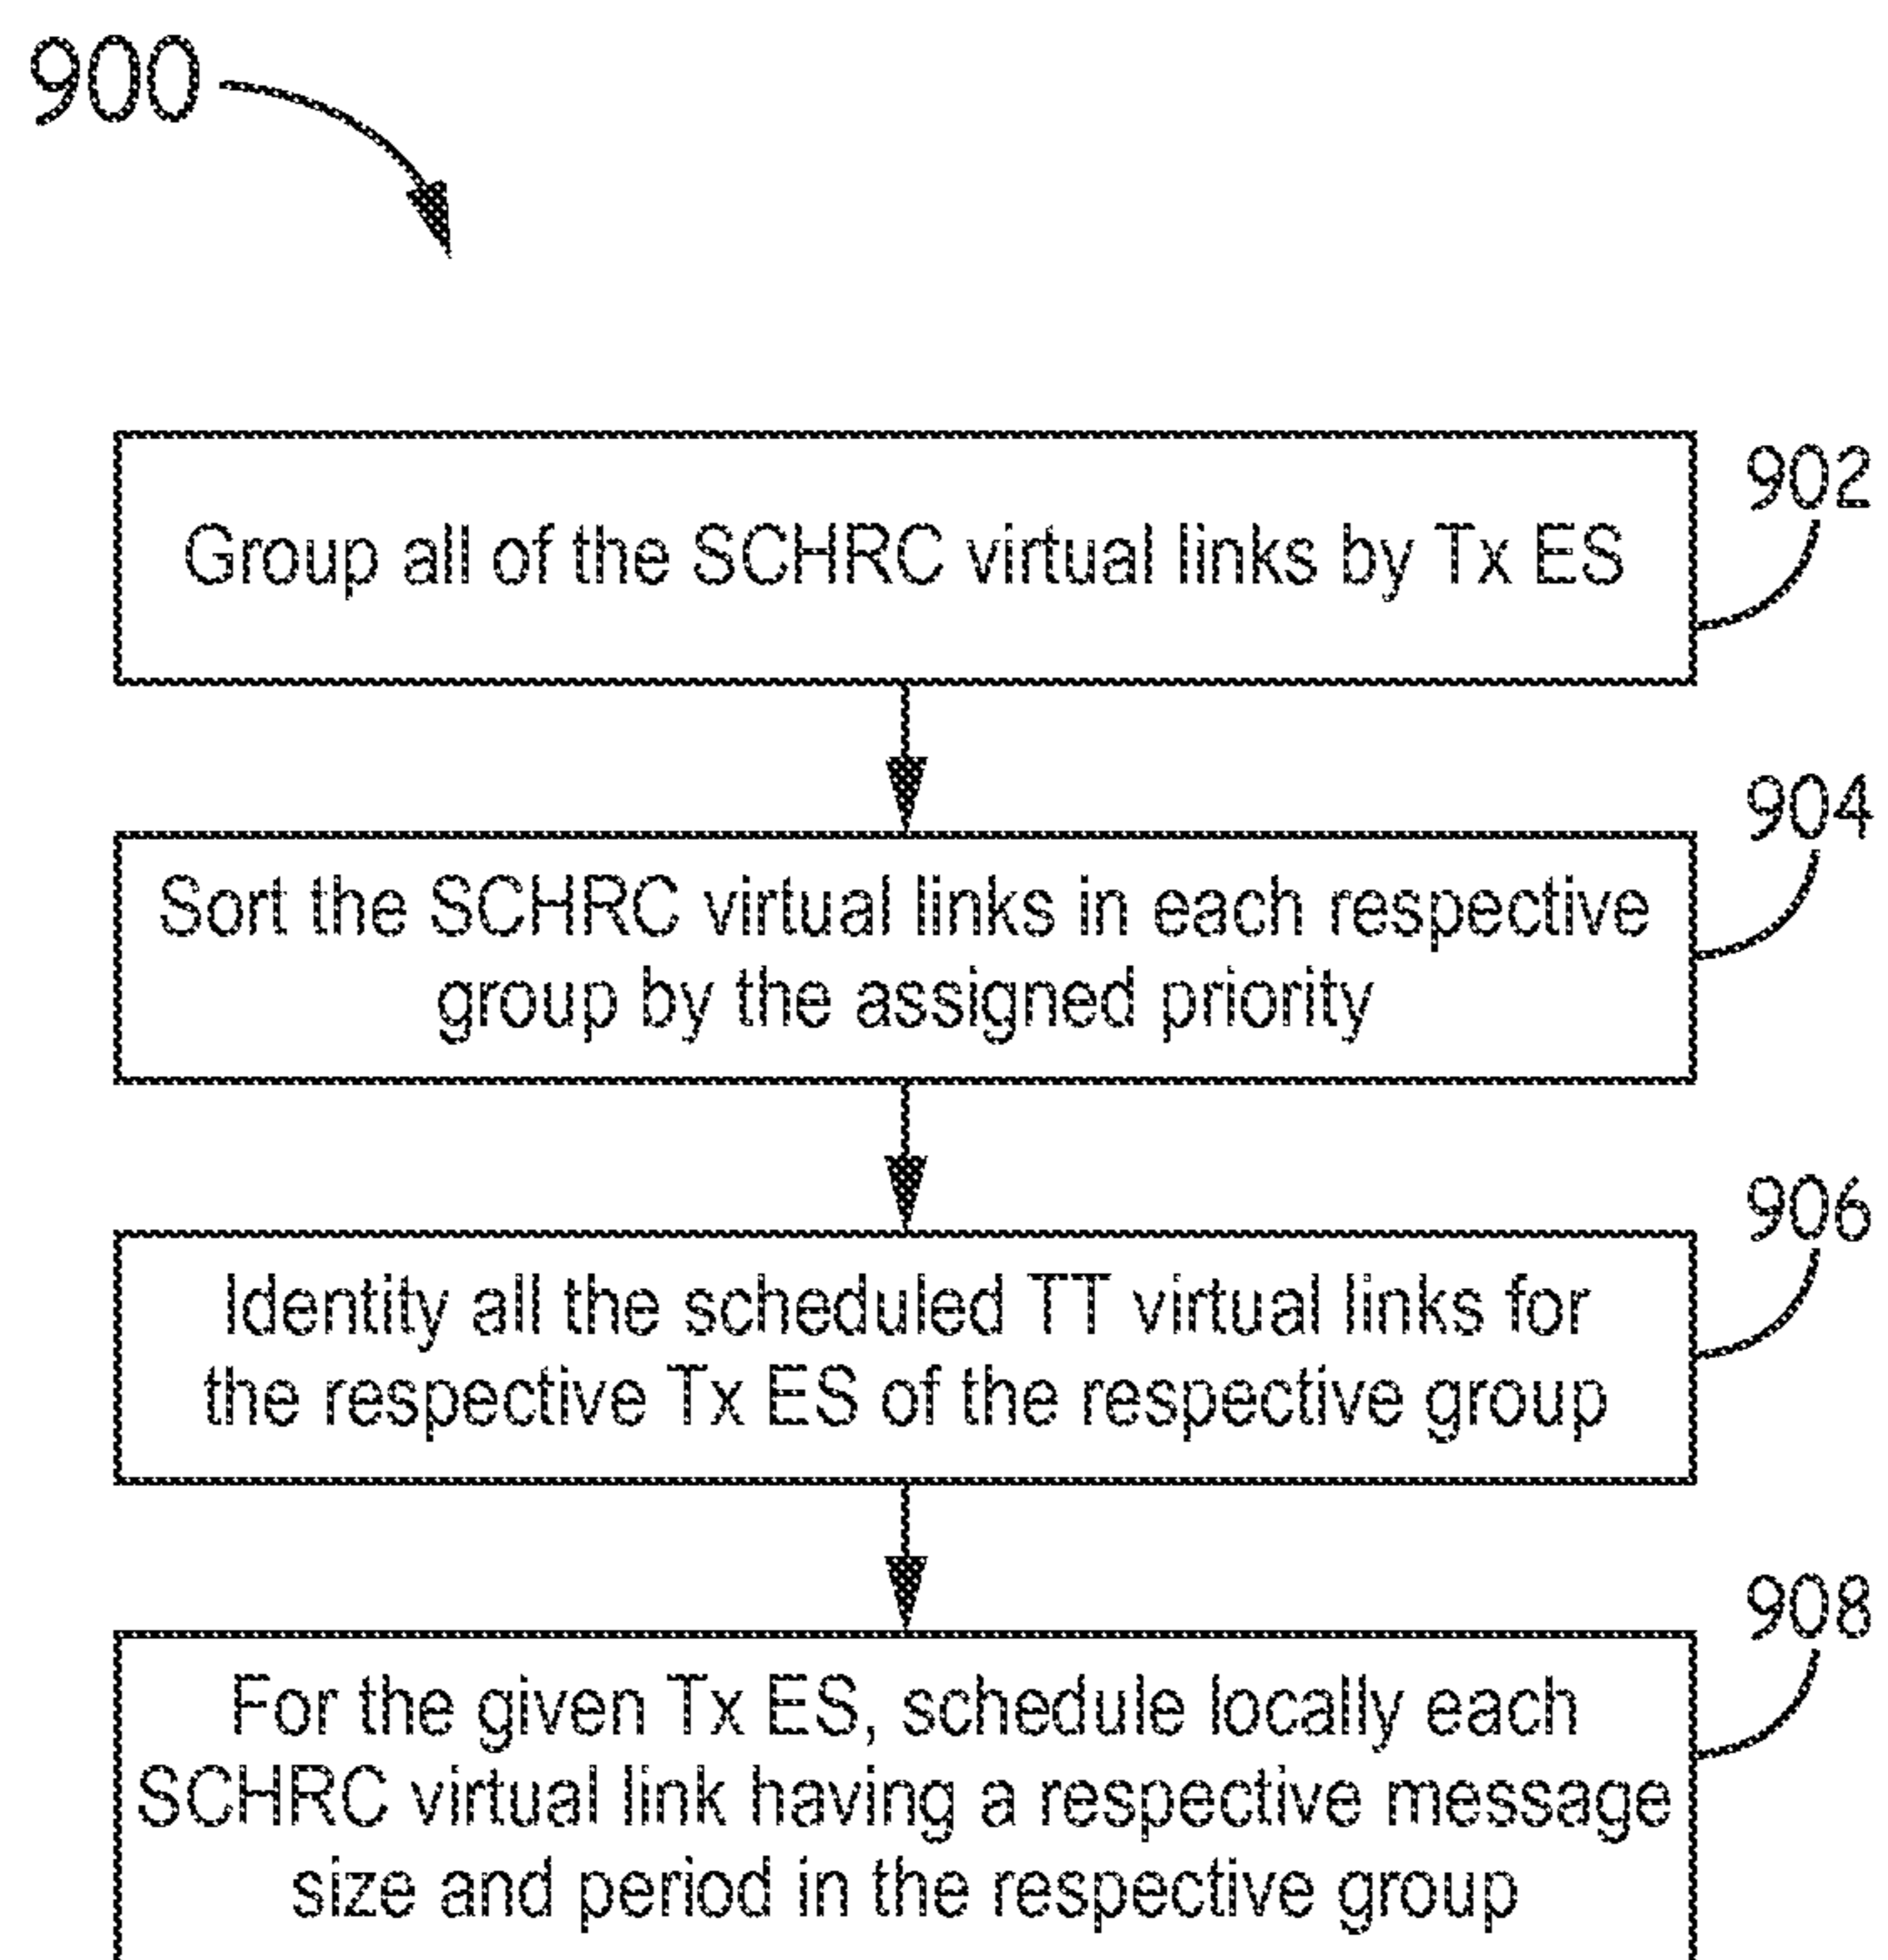 900
902
Group all of the SCHRC virtual links by Tx ES
904
Sort the SCHRC virtual links in each respective
group by the assigned priority
906
Identity all the scheduled TT virtual links for
the respective Tx ES of the respective group
908
For the given Tx ES, schedule locally each
SCHRC virtual link having a respective message
size and period in the respective group